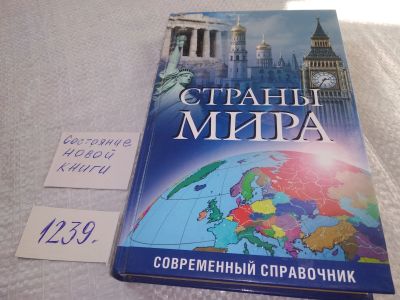 СТРАНЫ
МИРА
СОВРЕМЕННЫЙ СПРАВОЧНИК
Состояние
новой
книги
1239.